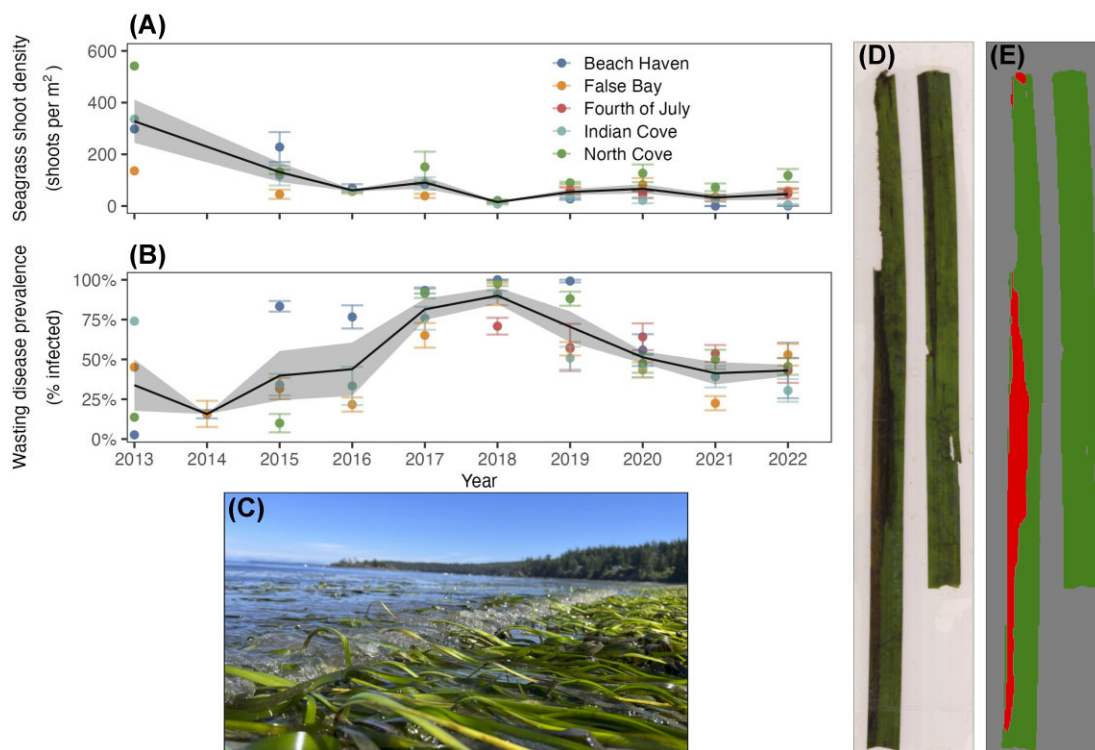 (A)
Seagrass shoot density
(shoots per m²)
600
400
200
0
Beach Haven
False Bay
Fourth of July
Indian Cove
North Cove
(B)
Wasting disease prevalence
(% infected)
100%
75%
50%
25%
0%
2013 2014 2015 2016 2017 2018 2019 2020 2021 2022
Year
(C)
(D)
(E)